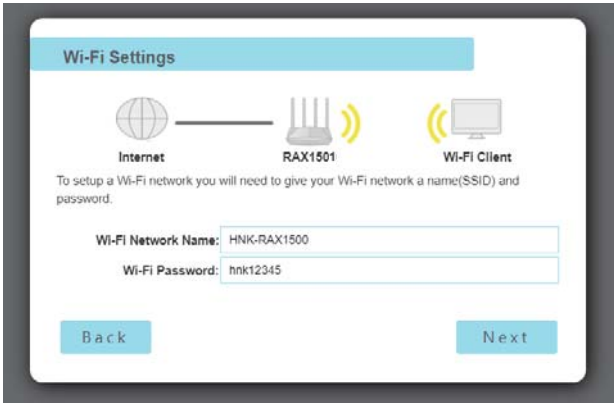 Wi-Fi Settings
Internet
RAX1501
Wi-Fi Client
To setup a Wi-Fi network you will need to give your Wi-Fi network a name(SSID) and
password.
Wi-Fi Network Name: HNK-RAX1500
Wi-Fi Password: hnk12345
Back
Next